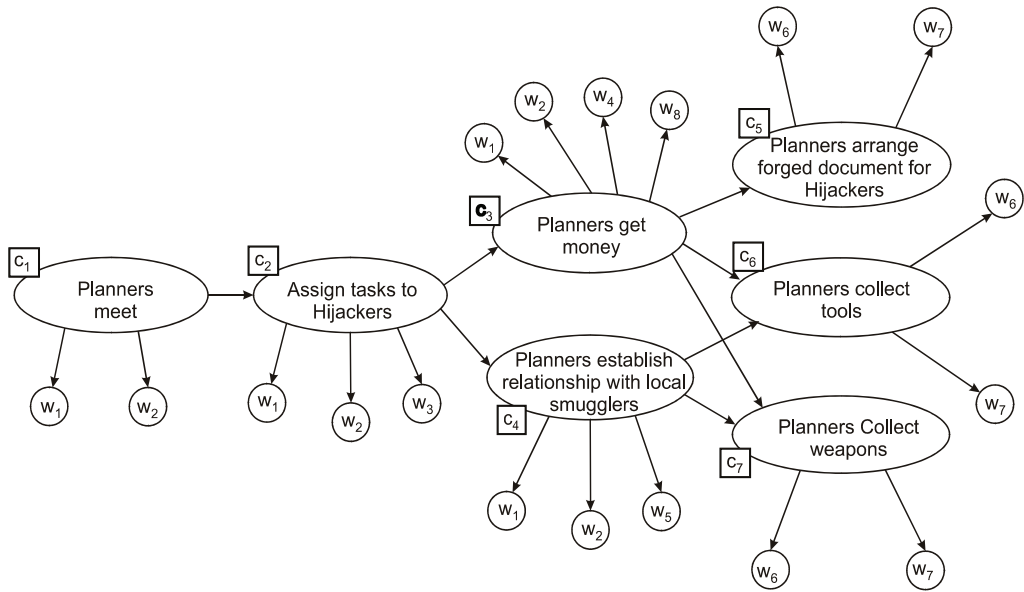 c1
Planners
meet
w1
w2
c2
Assign tasks to
Hijackers
w1
w2
w3
c3
Planners get
money
w1
w2
w4
w8
c4
Planners establish
relationship with local
smugglers
w1
w2
w5
c5
Planners arrange
forged document for
Hijackers
w6
w7
c6
Planners collect
tools
w6
w7
c7
Planners Collect
weapons
w6
w7